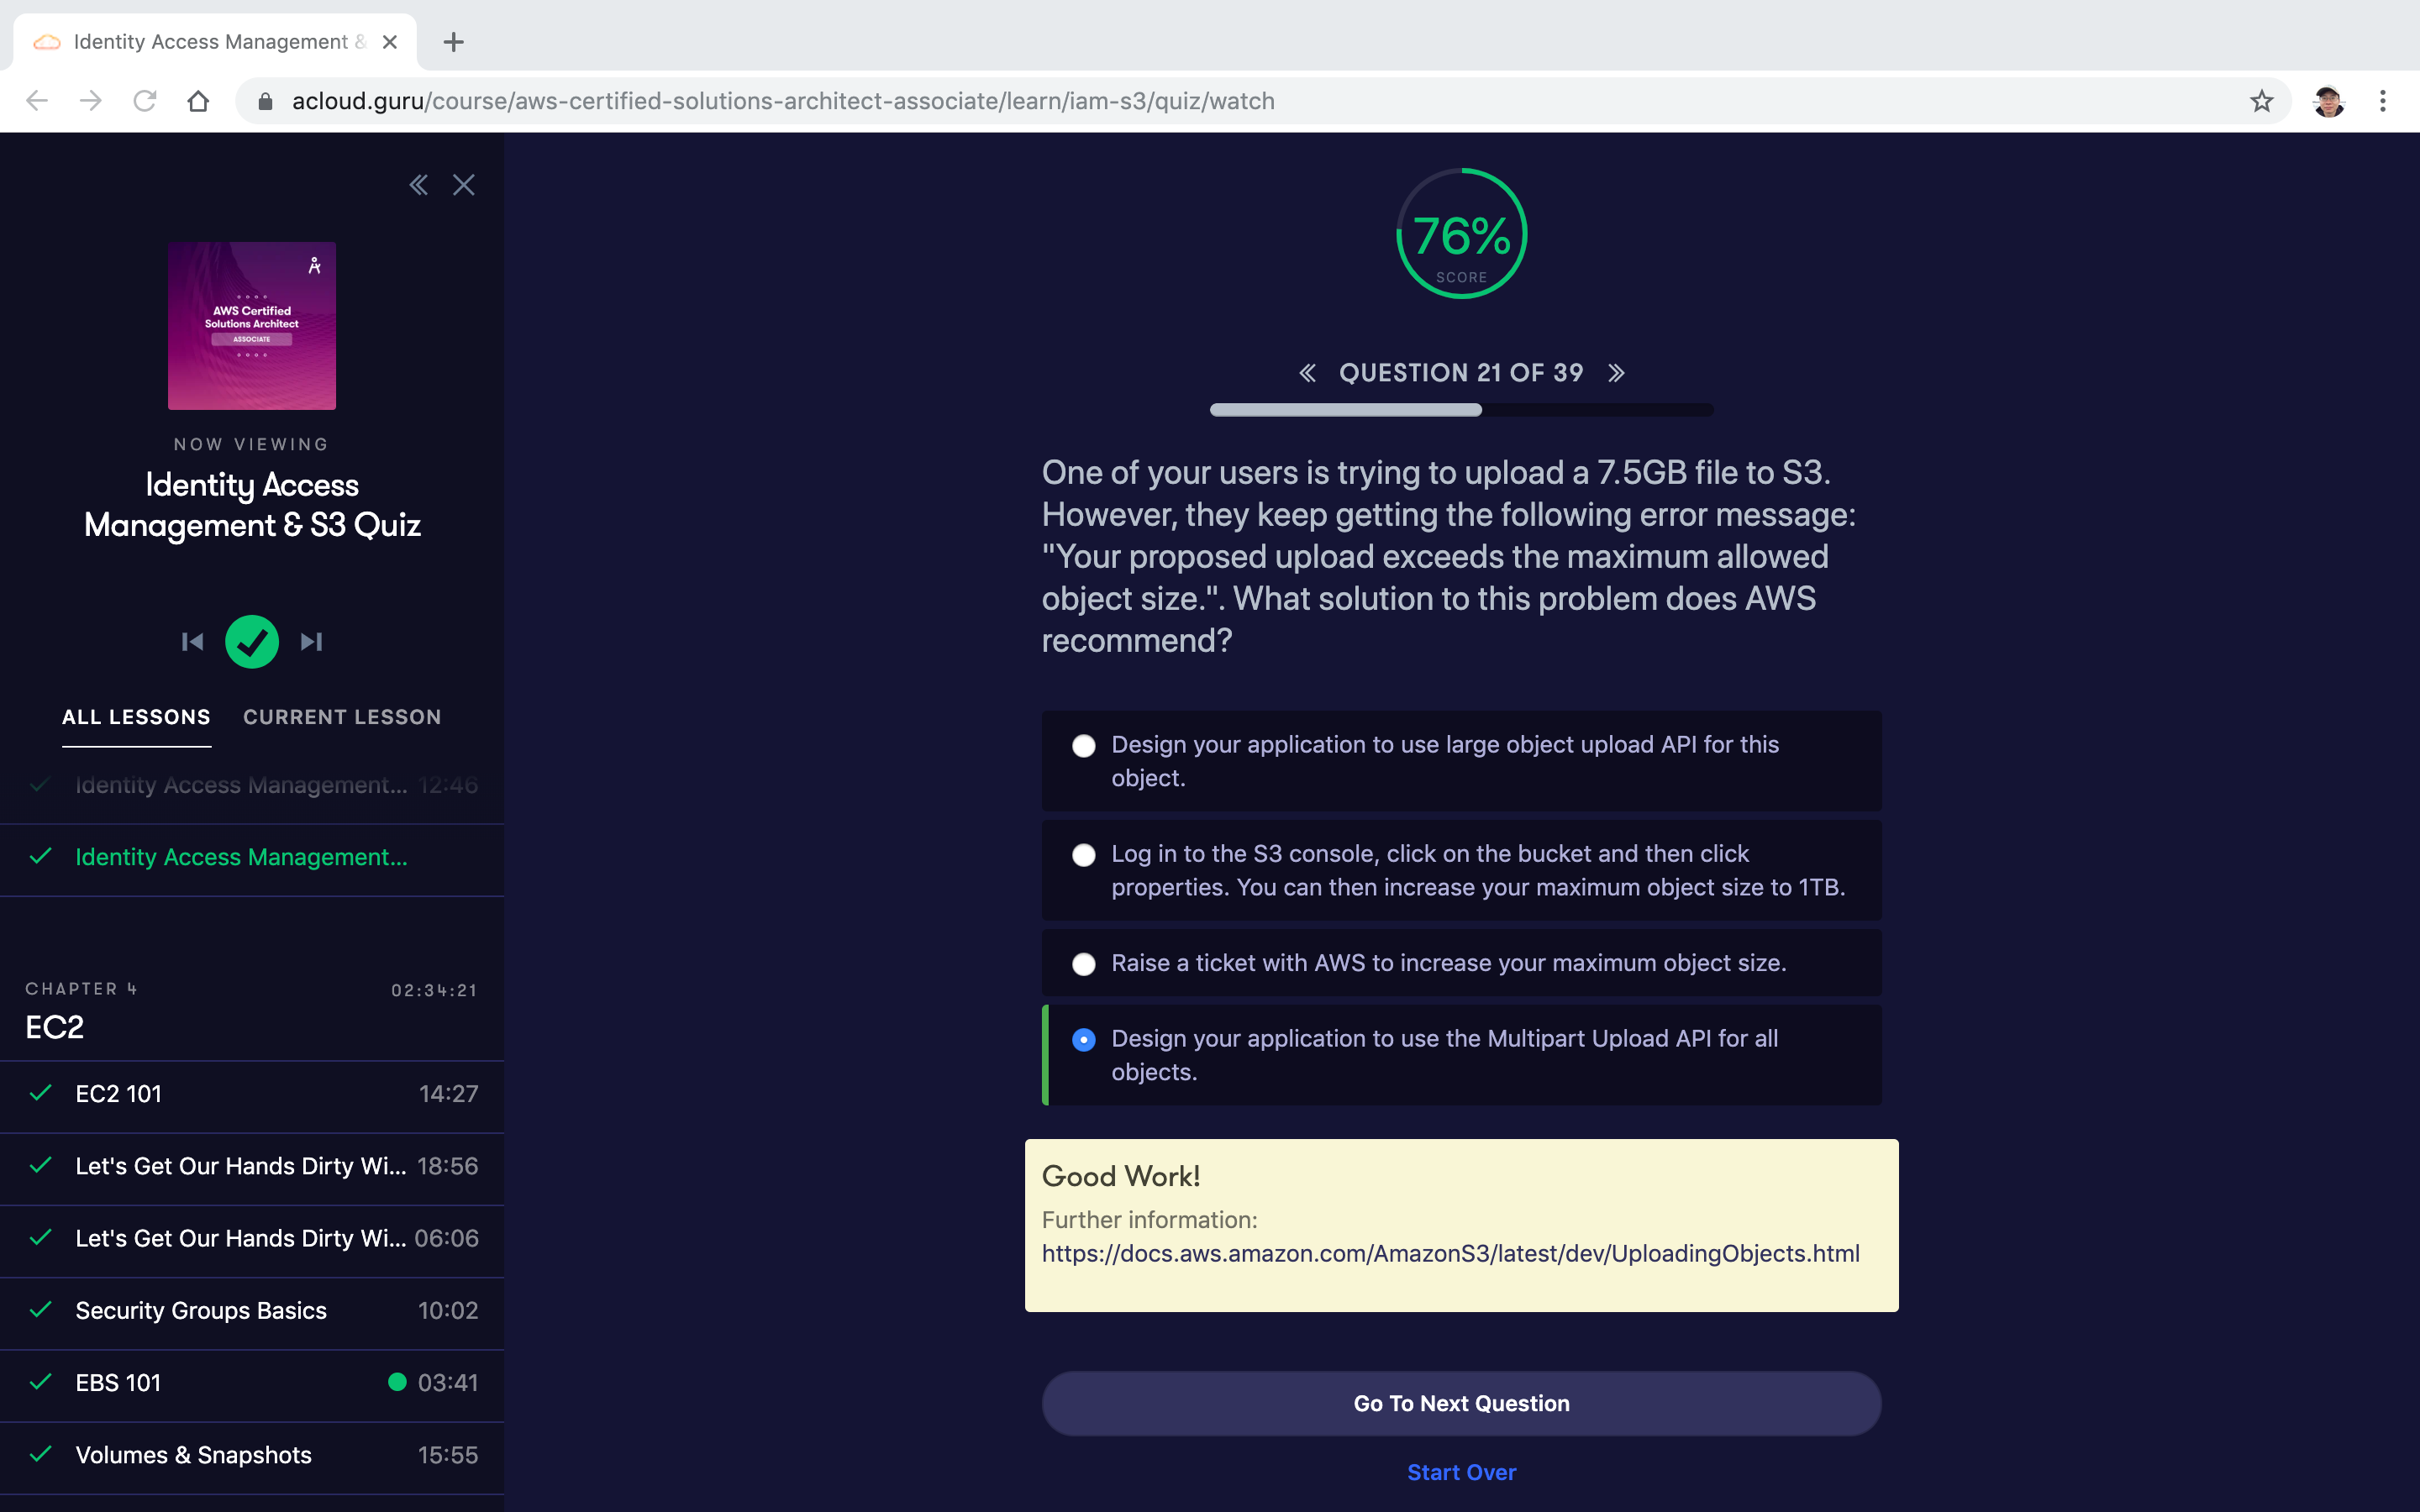 Identity Access Management &
acloud.guru/course/aws-certified-solutions-architect-associate/learn/iam-s3/quiz/watch
AWS Certified
Solutions Architect
ASSOCIATE
NOW VIEWING
Identity Access
Management & S3 Quiz
ALL LESSONS
CURRENT LESSON
Identity Access Management... 12:46
Identity Access Management...
CHAPTER 4 02:34:21
EC2
EC2 101 14:27
Let's Get Our Hands Dirty Wi... 18:56
Let's Get Our Hands Dirty Wi... 06:06
Security Groups Basics 10:02
EBS 101 03:41
Volumes & Snapshots 15:55
76%
SCORE
QUESTION 21 OF 39
One of your users is trying to upload a 7.5GB file to S3.
However, they keep getting the following error message:
"Your proposed upload exceeds the maximum allowed
object size.". What solution to this problem does AWS
recommend?
Design your application to use large object upload API for this
object.
Log in to the S3 console, click on the bucket and then click
properties. You can then increase your maximum object size to 1TB.
Raise a ticket with AWS to increase your maximum object size.
Design your application to use the Multipart Upload API for all
objects.
Good Work!
Further information:
https://docs.aws.amazon.com/AmazonS3/latest/dev/UploadingObjects.html
Go To Next Question
Start Over